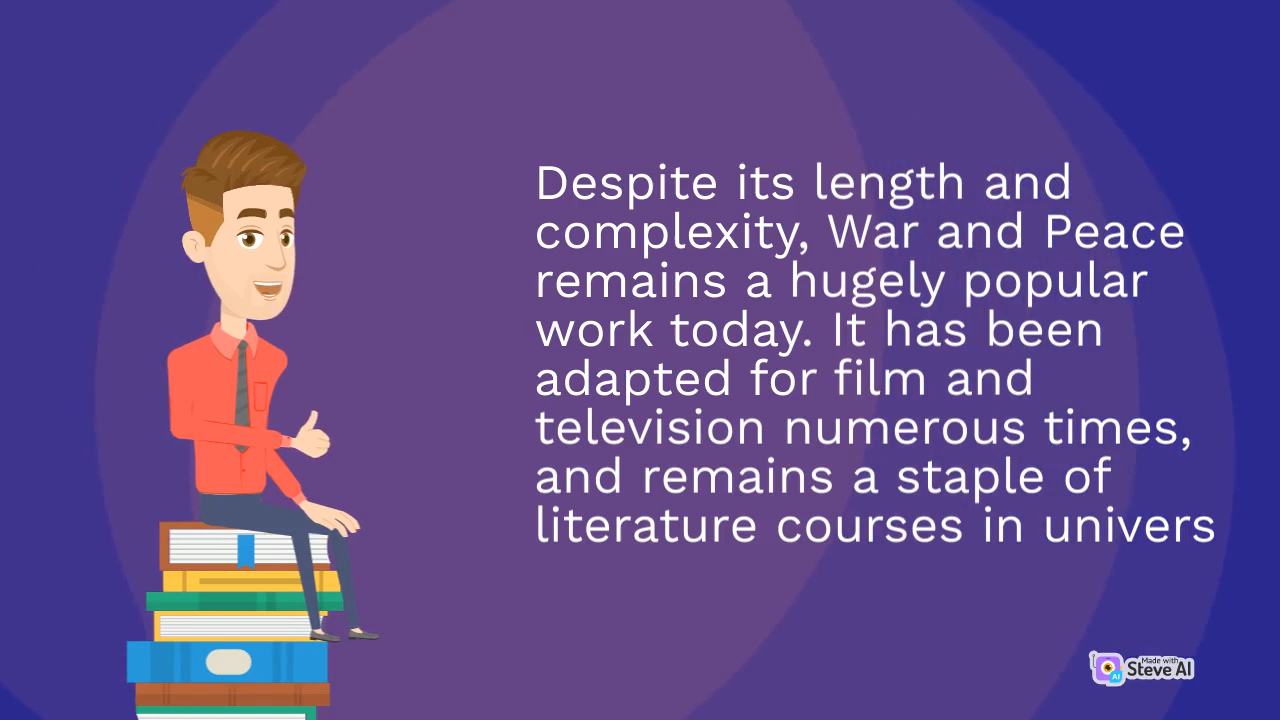 Despite its length and
complexity, War and Peace
remains a hugely popular
work today. It has been
adapted for film and
television numerous times,
and remains a staple of
literature courses in univers
Made with
Steve AI
AI